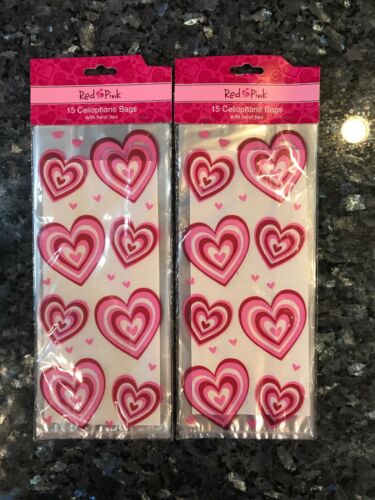 Red Pink
15 Cellophane Bags
with twist ties
Red Pink
15 Cellophane Bags
with twist ties